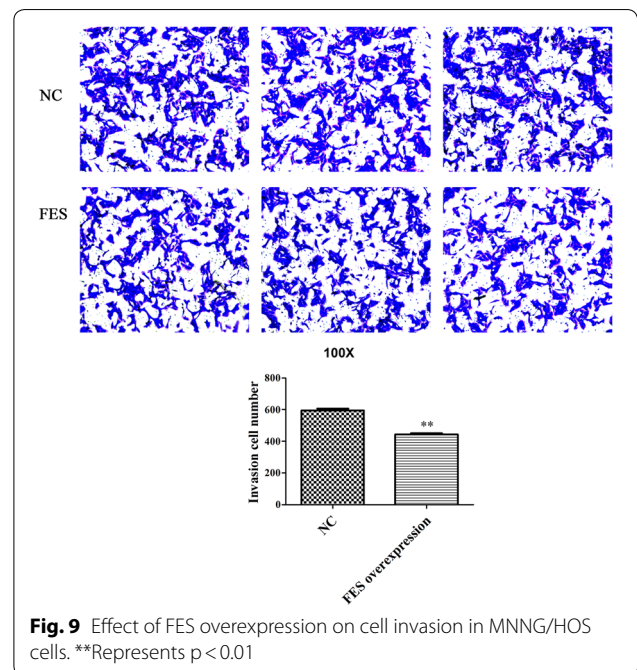 NC
FES
100X
Invasion cell number
800
600
400
200
0
**
NC
FES overexpression
Fig. 9 Effect of FES overexpression on cell invasion in MNNG/HOS
cells. **Represents p < 0.01